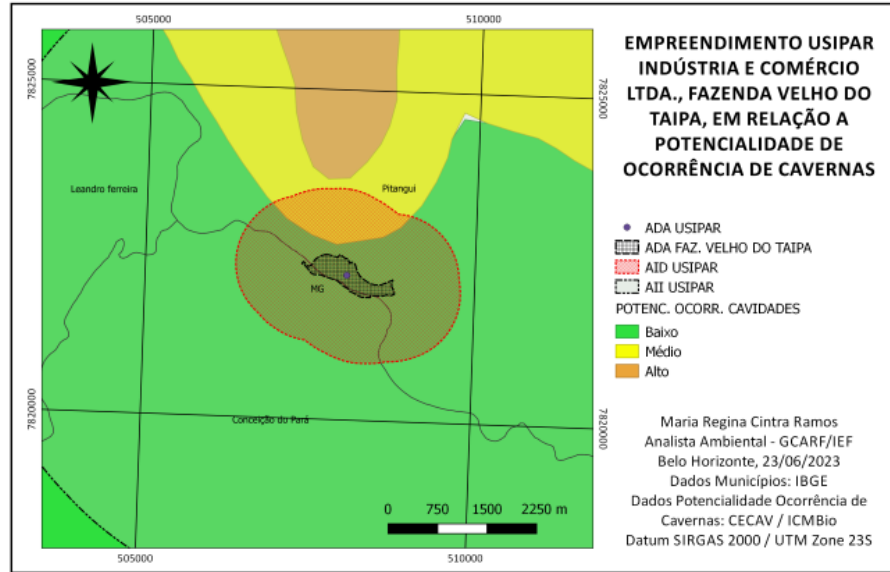 505000
510000
7825000
7825000
Leandro ferreira
Pitangui
MG
Conceição do Pará
7820000
7820000
0 750 1500 2250 m
505000
510000
EMPREENDIMENTO USIPAR
INDÚSTRIA E COMÉRCIO
LTDA., FAZENDA VELHO DO
TAIPA, EM RELAÇÃO A
POTENCIALIDADE DE
OCORRÊNCIA DE CAVERNAS
ADA USIPAR
ADA FAZ. VELHO DO TAIPA
AID USIPAR
AII USIPAR
POTENC. OCORR. CAVIDADES
Baixo
Médio
Alto
Maria Regina Cintra Ramos
Analista Ambiental - GCARF/IEF
Belo Horizonte, 23/06/2023
Dados Municípios: IBGE
Dados Potencialidade Ocorrência de
Cavernas: CECAV / ICMBio
Datum SIRGAS 2000 / UTM Zone 23S